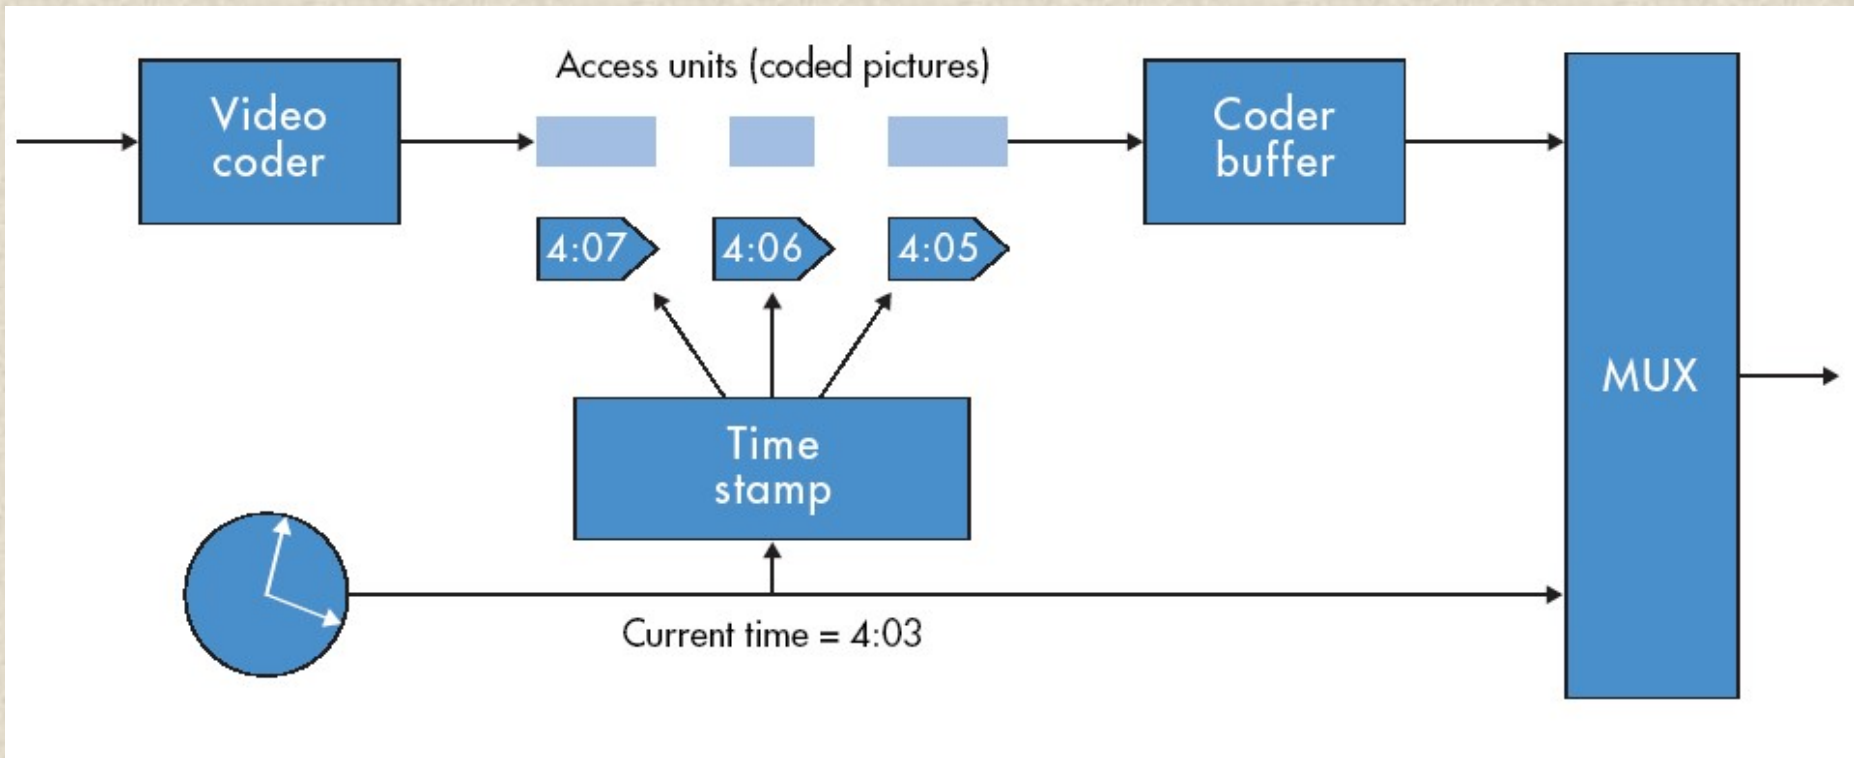 Access units (coded pictures)
Video
coder
Coder
buffer
4:07
4:06
4:05
MUX
Time
stamp
Current time = 4:03